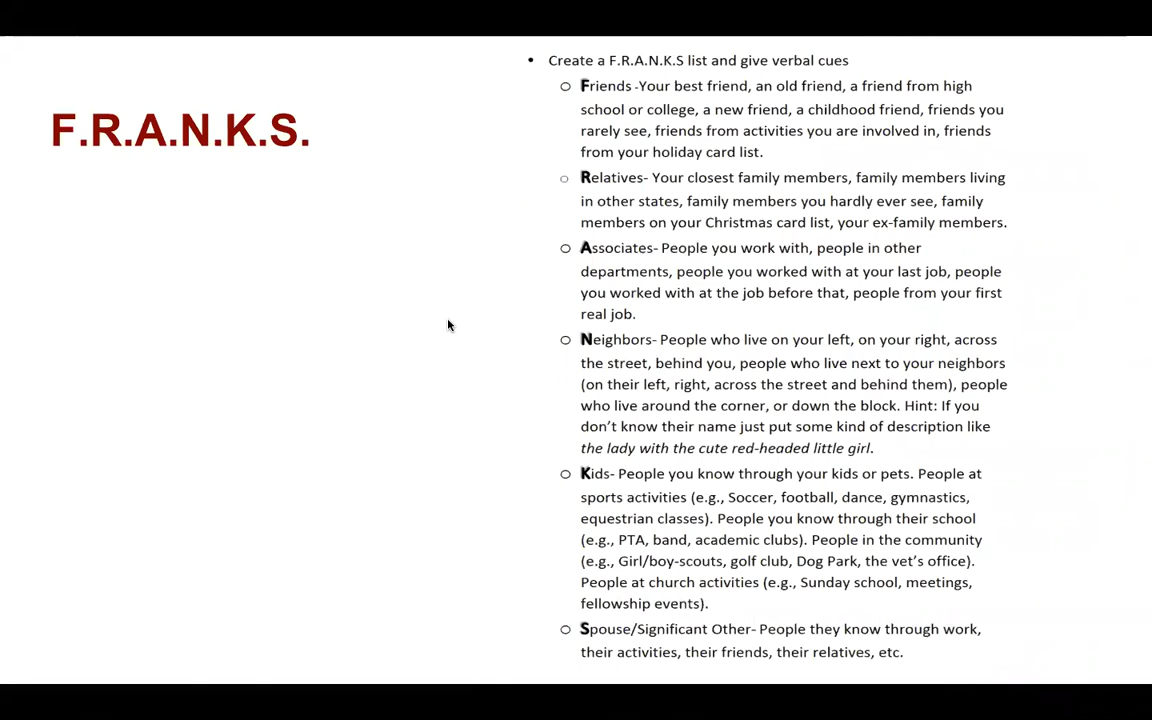 F.R.A.N.K.S.
• Create a F.R.A.N.K.S list and give verbal cues
o Friends -Your best friend, an old friend, a friend from high
school or college, a new friend, a childhood friend, friends you
rarely see, friends from activities you are involved in, friends
from your holiday card list.
o Relatives- Your closest family members, family members living
in other states, family members you hardly ever see, family
members on your Christmas card list, your ex-family members.
o Associates- People you work with, people in other
departments, people you worked with at your last job, people
you worked with at the job before that, people from your first
real job.
o Neighbors- People who live on your left, on your right, across
the street, behind you, people who live next to your neighbors
(on their left, right, across the street and behind them), people
who live around the corner, or down the block. Hint: If you
don't know their name just put some kind of description like
the lady with the cute red-headed little girl.
o Kids- People you know through your kids or pets. People at
sports activities (e.g., Soccer, football, dance, gymnastics,
equestrian classes). People you know through their school
(e.g., PTA, band, academic clubs). People in the community
(e.g., Girl/boy-scouts, golf club, Dog Park, the vet's office).
People at church activities (e.g., Sunday school, meetings,
fellowship events).
o Spouse/Significant Other- People they know through work,
their activities, their friends, their relatives, etc.